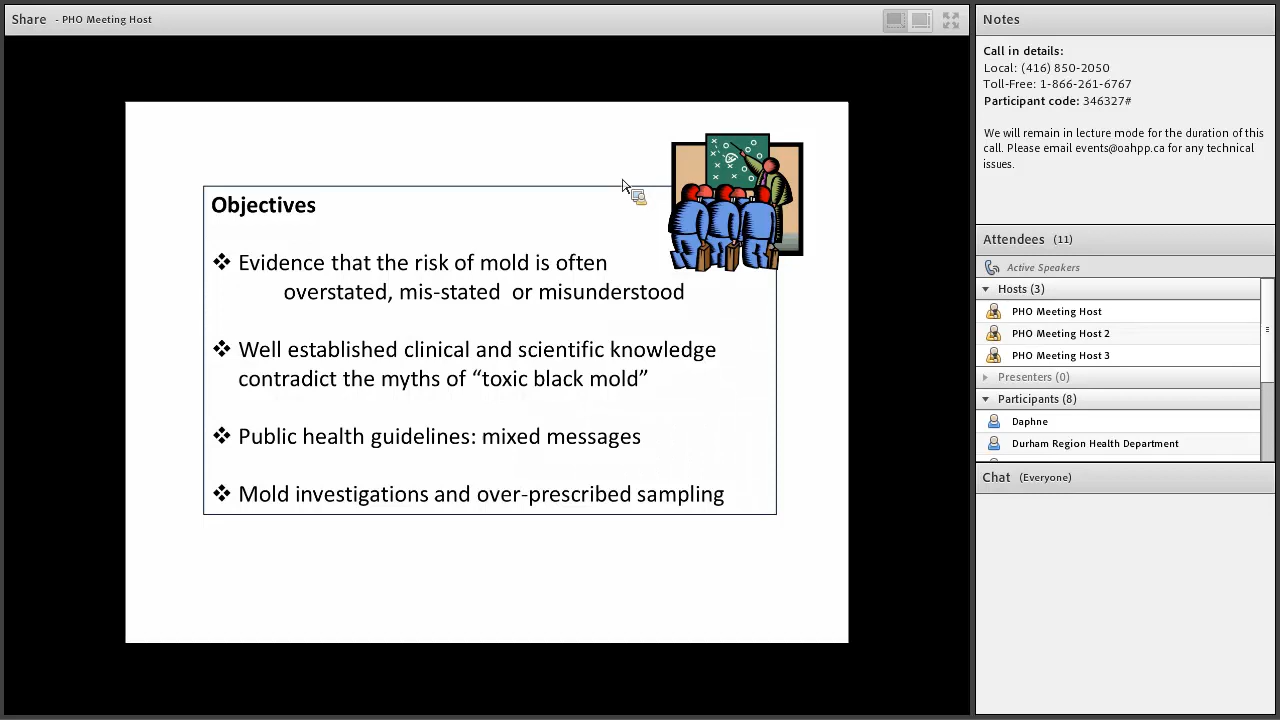 Share - PHO Meeting Host
Objectives
❖ Evidence that the risk of mold is often
overstated, mis-stated or misunderstood
❖ Well established clinical and scientific knowledge
contradict the myths of “toxic black mold”
❖ Public health guidelines: mixed messages
❖ Mold investigations and over-prescribed sampling
Notes
Call in details:
Local: (416) 850-2050
Toll-Free: 1-866-261-6767
Participant code: 346327#
We will remain in lecture mode for the duration of this
call. Please email events@oahpp.ca for any technical
issues.
Attendees (11)
Active Speakers
Hosts (3)
PHO Meeting Host
PHO Meeting Host 2
PHO Meeting Host 3
Presenters (0)
Participants (8)
Daphne
Durham Region Health Department
Chat (Everyone)